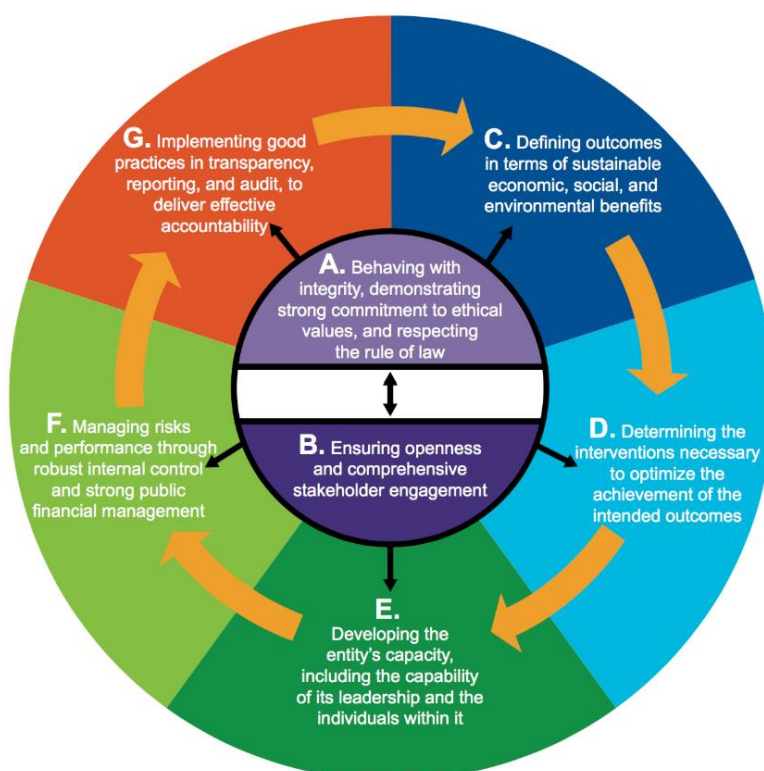 G. Implementing good
practices in transparency,
reporting, and audit, to
deliver effective
accountability
C. Defining outcomes
in terms of sustainable
economic, social, and
environmental benefits
A. Behaving with
integrity, demonstrating
strong commitment to ethical
values, and respecting
the rule of law
B. Ensuring openness
and comprehensive
stakeholder engagement
D. Determining the
interventions necessary
to optimize the
achievement of the
intended outcomes
E.
Developing the
entity's capacity,
including the capability
of its leadership and the
individuals within it
F. Managing risks
and performance through
robust internal control
and strong public
financial management